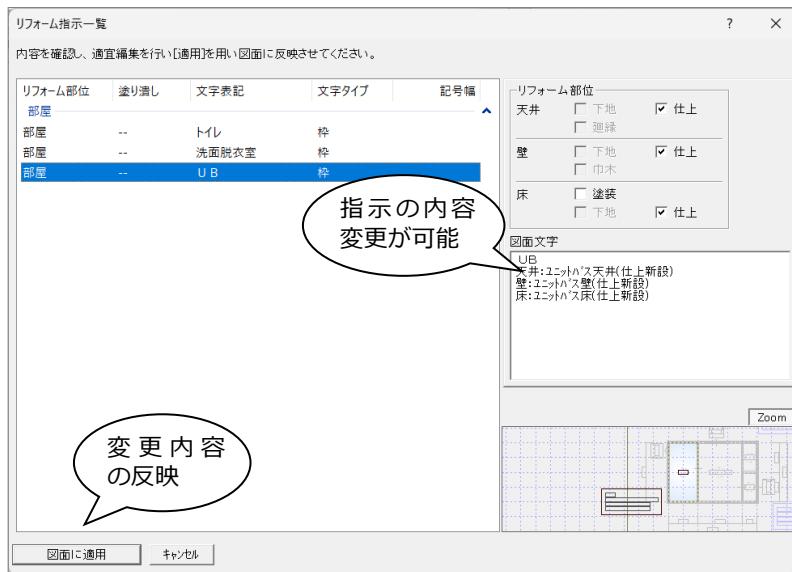 リフォーム指示一覧
? ×
内容を確認し、適宜編集を行い[適用]を用い図面に反映させてください。
リフォーム部位 塗り潰し 文字表記 文字タイプ 記号幅
部屋
部屋 -- トイレ 枠
部屋 -- 洗面脱衣室 枠
部屋 -- UB 枠
リフォーム部位
天井 下地 仕上
廻縁
壁 下地 仕上
巾木
床 塗装
下地 仕上
指示の内容
変更が可能
図面文字
UB
天井:ユニットバス天井(仕上新設)
壁:ユニットバス壁(仕上新設)
床:ユニットバス床(仕上新設)
Zoom
変更内容
の反映
図面に適用 キャンセル